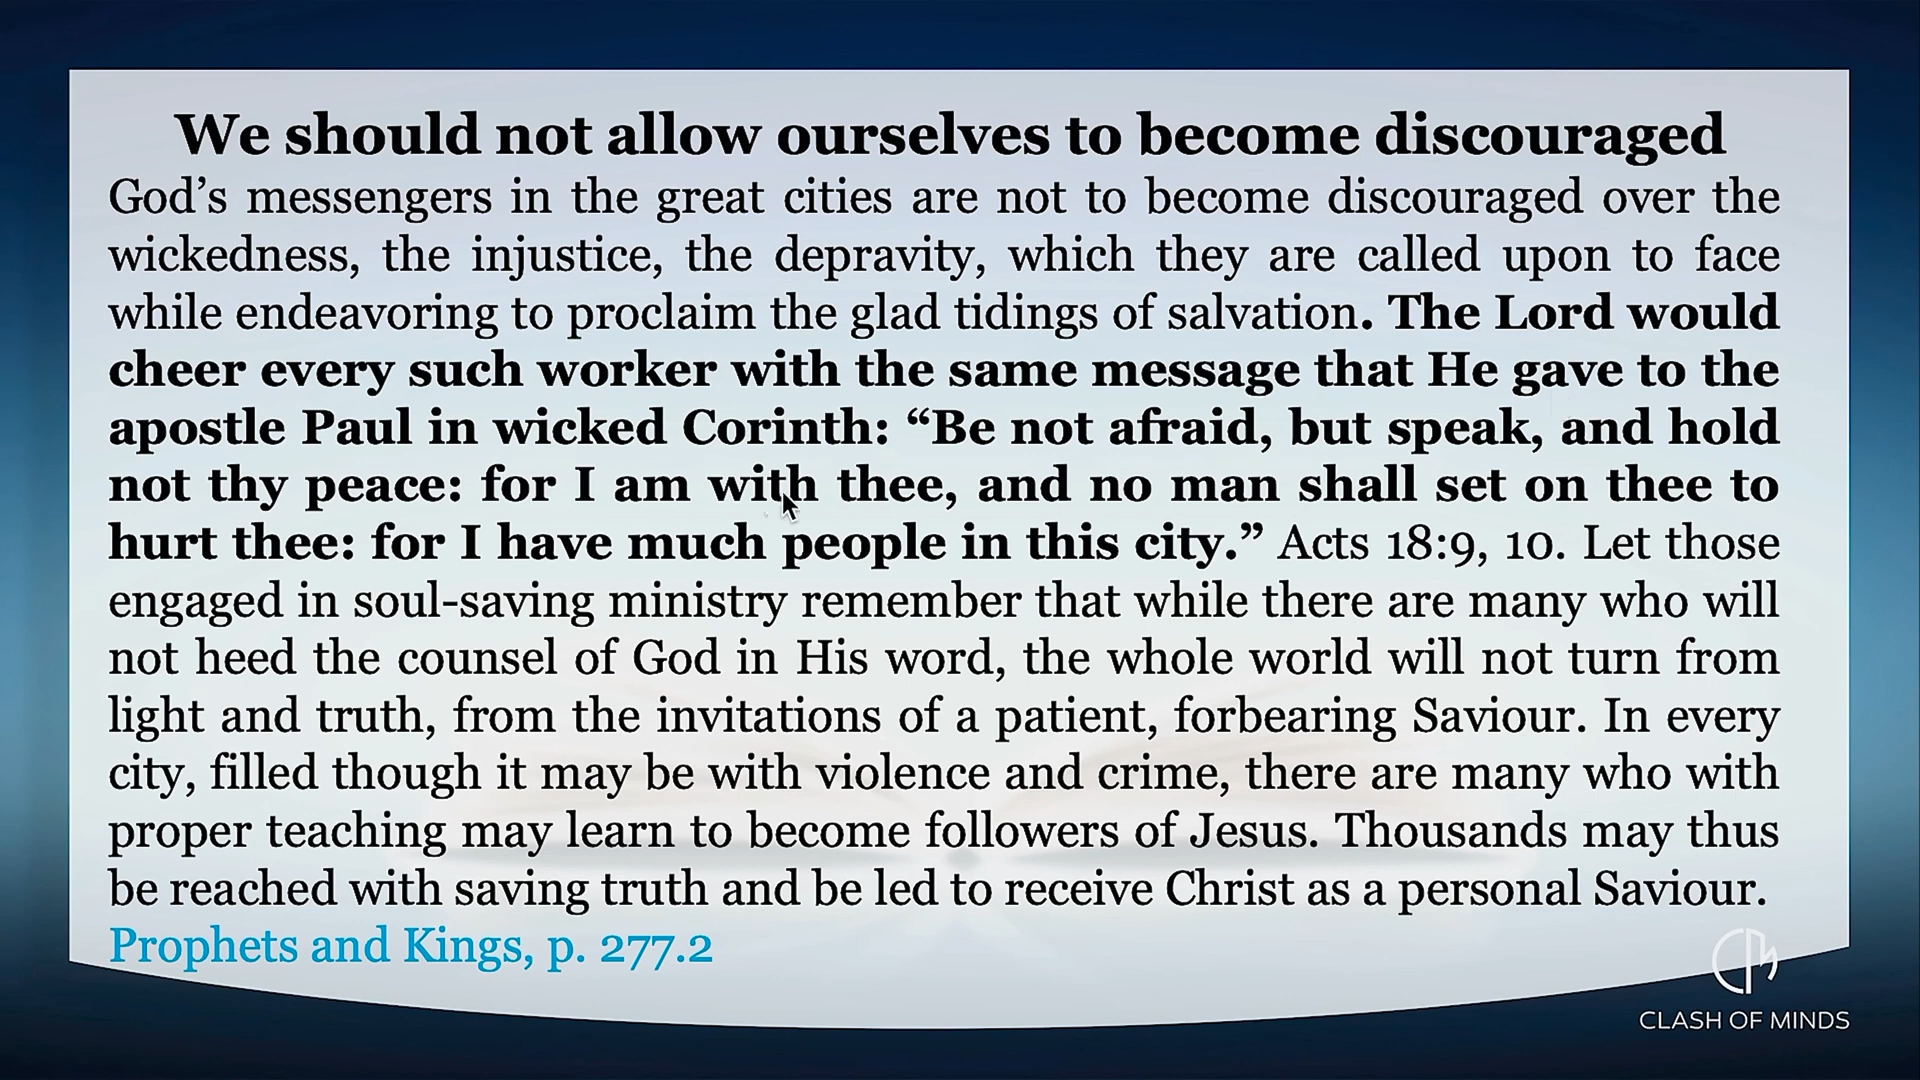 We should not allow ourselves to become discouraged
God’s messengers in the great cities are not to become discouraged over the
wickedness, the injustice, the depravity, which they are called upon to face
while endeavoring to proclaim the glad tidings of salvation. The Lord would
cheer every such worker with the same message that He gave to the
apostle Paul in wicked Corinth: “Be not afraid, but speak, and hold
not thy peace: for I am with thee, and no man shall set on thee to
hurt thee: for I have much people in this city.” Acts 18:9, 10. Let those
engaged in soul-saving ministry remember that while there are many who will
not heed the counsel of God in His word, the whole world will not turn from
light and truth, from the invitations of a patient, forbearing Saviour. In every
city, filled though it may be with violence and crime, there are many who with
proper teaching may learn to become followers of Jesus. Thousands may thus
be reached with saving truth and be led to receive Christ as a personal Saviour.
Prophets and Kings, p. 277.2
CLASH OF MINDS